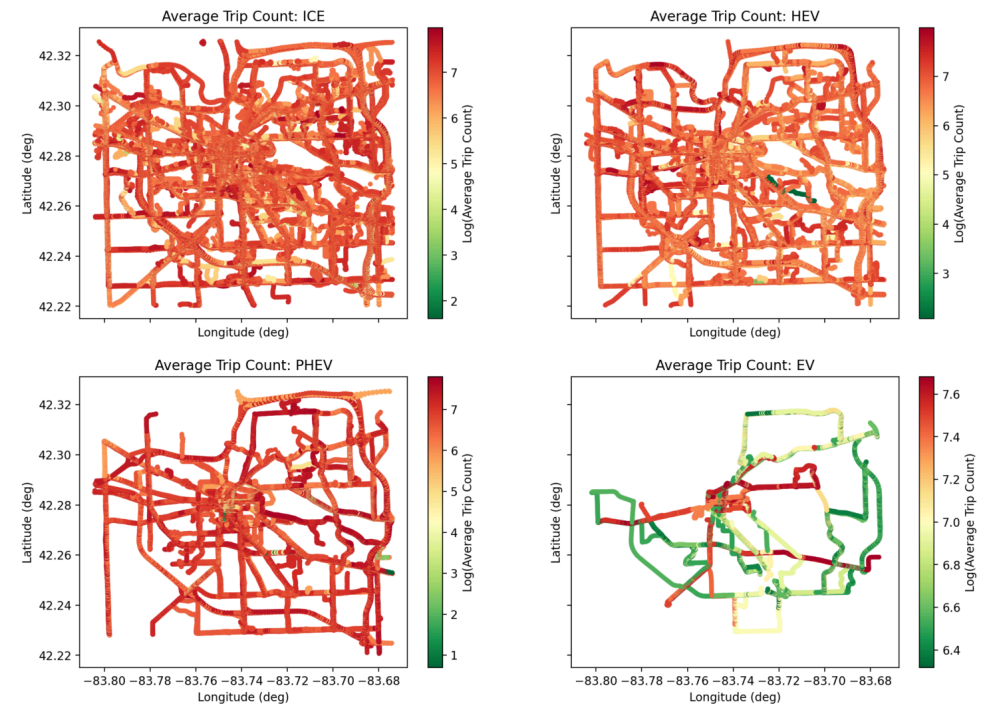 Average Trip Count: ICE
42.32
42.30
42.28
42.26
42.24
42.22
Latitude (deg)
Longitude (deg)
7
6
5
4
3
2
Log(Average Trip Count)
Average Trip Count: HEV
Latitude (deg)
Longitude (deg)
7
6
5
4
3
Log(Average Trip Count)
Average Trip Count: PHEV
42.32
42.30
42.28
42.26
42.24
42.22
Latitude (deg)
−83.80 −83.78 −83.76 −83.74 −83.72 −83.70 −83.68
Longitude (deg)
7
6
5
4
3
2
1
Log(Average Trip Count)
Average Trip Count: EV
Latitude (deg)
−83.80 −83.78 −83.76 −83.74 −83.72 −83.70 −83.68
Longitude (deg)
7.6
7.4
7.2
7.0
6.8
6.6
6.4
Log(Average Trip Count)